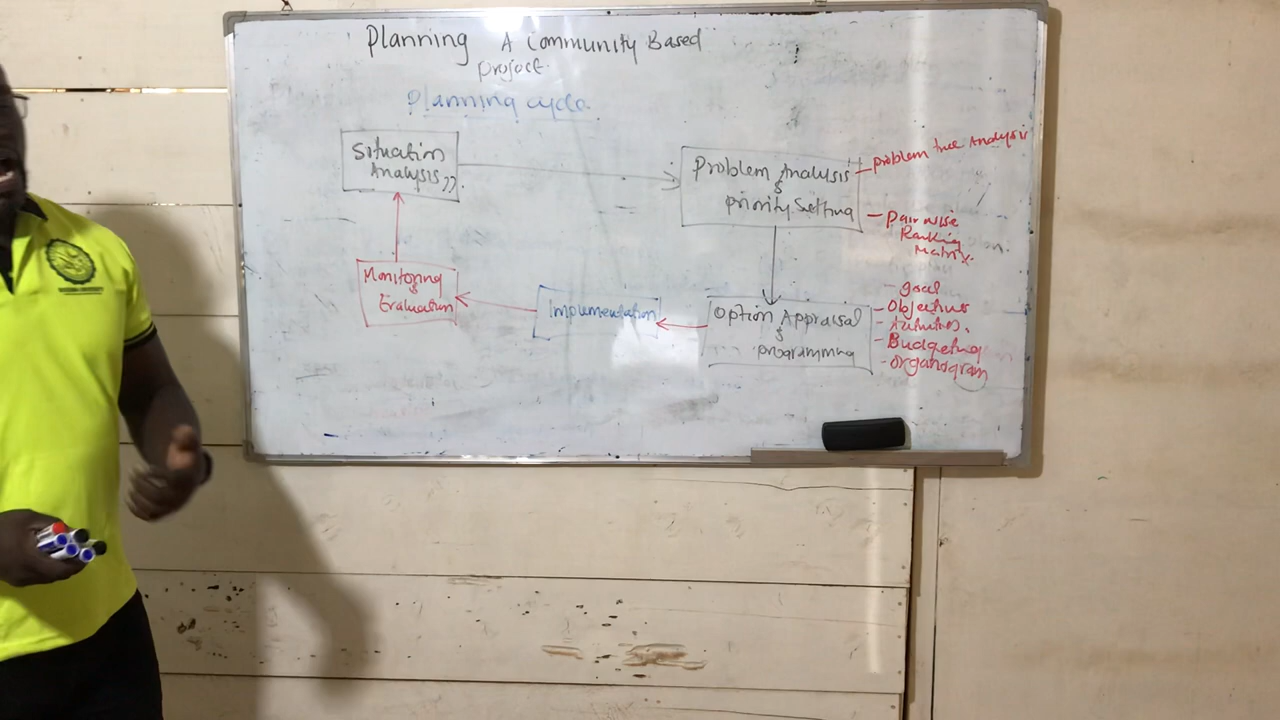 Planning A Community Based
project.
planning cycle.
Situation
Analysis
Problem Analysis
&
priority Setting
- problem tree Analysis
- pair wise
Ranking
Matrix.
Monitoring
&
Evaluation
Implementation
Option Appraisal
&
programming
- goal
- Objectives
- Budgeting
- organogram